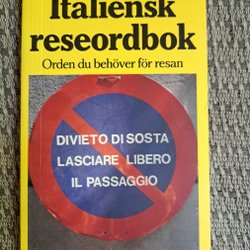 Italiensk
reseordbok
Orden du behöver för resan
DIVIETO DI SOSTA
LASCIARE LIBERO
IL PASSAGGIO